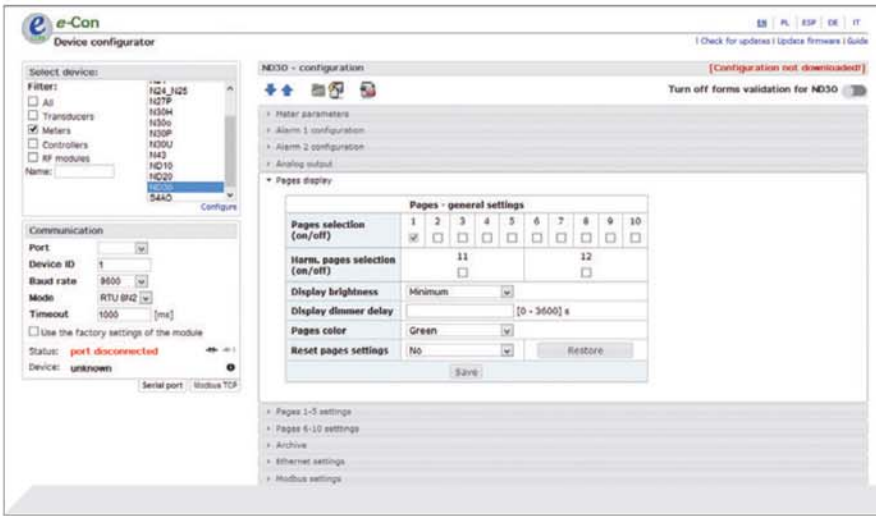 e-Con
Device configurator
EN PL ESP DE IT
| Check for updates | Update firmware | Guide
Select device:
Filter:
All
Transducers
Meters
Controllers
RF modules
Name:
N24_N25
N27P
N30H
N30o
N30P
N30U
N43
ND10
ND20
ND30
S4AO
Configure
Communication
Port
Device ID 1
Baud rate 9600
Mode RTU 8N2
Timeout 1000 [ms]
Use the factory settings of the module
Status: port disconnected
Device: unknown
Serial port Modbus TCP
ND30 - configuration [Configuration not downloaded!]
Turn off forms validation for ND30
Meter parameters
Alarm 1 configuration
Alarm 2 configuration
Analog output
Pages display
Pages - general settings
Pages selection (on/off) 1 2 3 4 5 6 7 8 9 10
Harm. pages selection (on/off) 11 12
Display brightness Minimum
Display dimmer delay [0 - 3600] s
Pages color Green
Reset pages settings No Restore
Save
Pages 1-5 settings
Pages 6-10 settings
Archive
Ethernet settings
Modbus settings